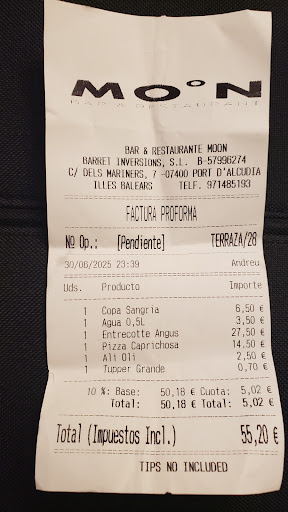 MOON
BAR & RESTAURANT
BAR & RESTAURANTE MOON
BARRET INVERSIONS, S.L. B-57996274
C/ DELS MARINERS, 7 -07400 PORT D'ALCUDIA
ILLES BALEARS TELF. 971485193
FACTURA PROFORMA
Nº Op.: [Pendiente] TERRAZA/28
30/06/2025 23:39 Andreu
Uds. Producto Importe
1 Copa Sangria 6,50 €
1 Agua 0,5L 3,50 €
1 Entrecotte Angus 27,50 €
1 Pizza Caprichosa 14,50 €
1 Ali Oli 2,50 €
1 Tupper Grande 0,70 €
10 %: Base: 50,18 € Cuota: 5,02 €
Total: 50,18 € Total: 5,02 €
Total (Impuestos Incl.) 55,20 €
TIPS NO INCLUDED